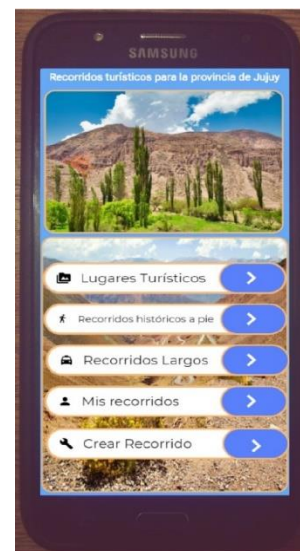 SAMSUNG
Recorridos turísticos para la provincia de Jujuy
Lugares Turísticos
Recorridos históricos a pie
Recorridos Largos
Mis recorridos
Crear Recorrido